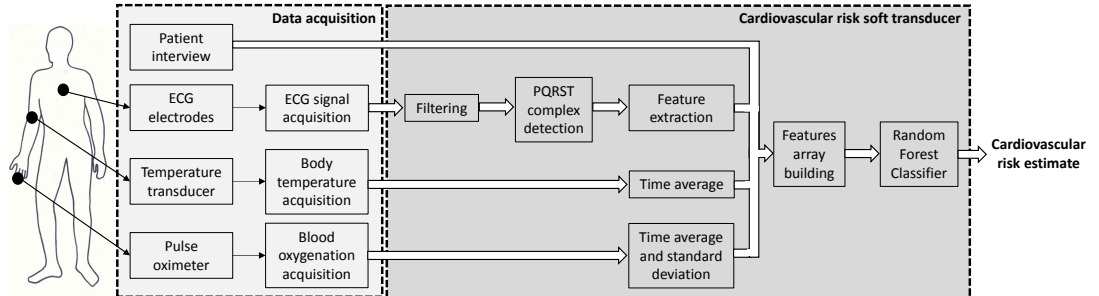 Data acquisition
Cardiovascular risk soft transducer
Patient
interview
ECG
electrodes
ECG signal
acquisition
Filtering
PQRST
complex
detection
Feature
extraction
Temperature
transducer
Body
temperature
acquisition
Time average
Pulse
oximeter
Blood
oxygenation
acquisition
Time average
and standard
deviation
Features
array
building
Random
Forest
Classifier
Cardiovascular
risk estimate